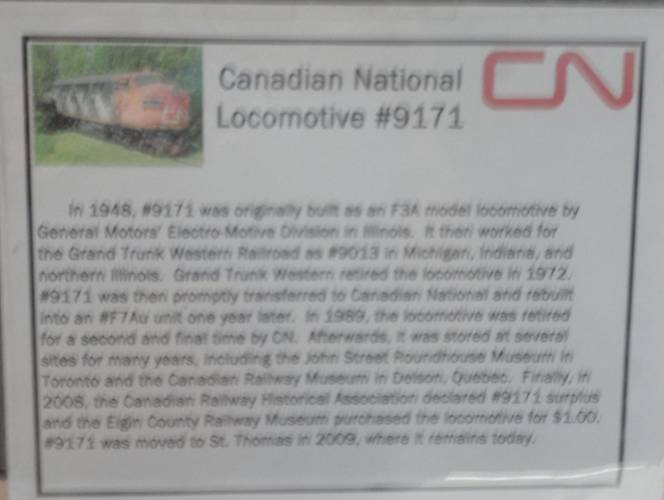 Canadian National
CN
Locomotive #9171
In 1948, #9171 was originally built as an F3A model locomotive by
General Motors' Electro-Motive Division in Illinois. It then worked for
the Grand Trunk Western Railroad as #9013 in Michigan, Indiana, and
northern Illinois. Grand Trunk Western retired the locomotive in 1972.
#9171 was then promptly transferred to Canadian National and rebuilt
into an #F7Au unit one year later. In 1989, the locomotive was retired
for a second and final time by CN. Afterwards, it was stored at several
sites for many years, including the John Street Roundhouse Museum in
Toronto and the Canadian Railway Museum in Delson, Quebec. Finally, in
2008, the Canadian Railway Historical Association declared #9171 surplus
and the Elgin County Railway Museum purchased the locomotive for $1.00.
#9171 was moved to St. Thomas in 2009, where it remains today.